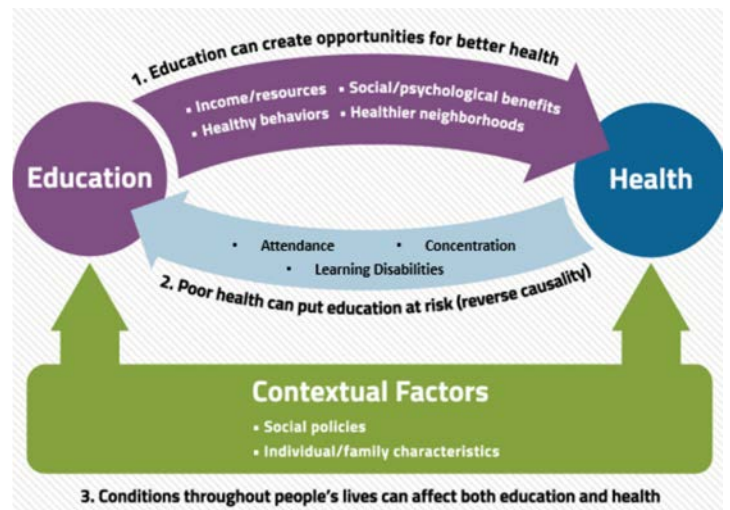 1. Education can create opportunities for better health
▪ Income/resources ▪ Social/psychological benefits
▪ Healthy behaviors ▪ Healthier neighborhoods
Education
Health
• Attendance • Concentration
• Learning Disabilities
2. Poor health can put education at risk (reverse causality)
Contextual Factors
▪ Social policies
▪ Individual/family characteristics
3. Conditions throughout people's lives can affect both education and health